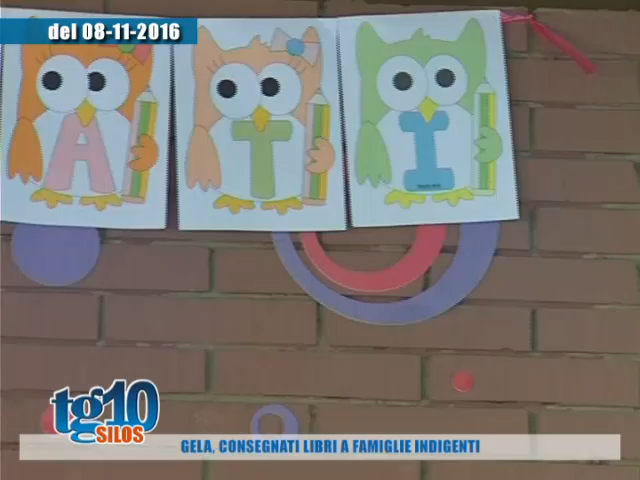 del 08-11-2016
A T I
tg10
SILOS
GELA, CONSEGNATI LIBRI A FAMIGLIE INDIGENTI